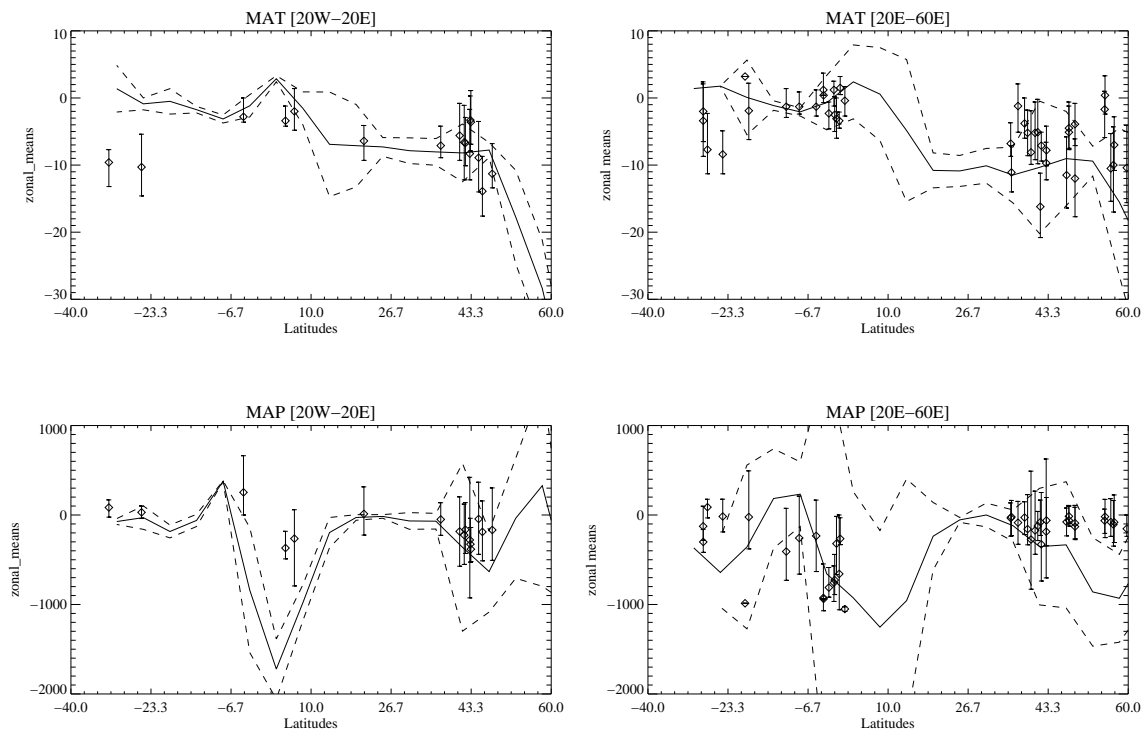 MAT [20W−20E]
MAT [20E−60E]
10
0
−10
−20
−30
zonal_means
−40.0 −23.3 −6.7 10.0 26.7 43.3 60.0
Latitudes
10
0
−10
−20
−30
zonal means
−40.0 −23.3 −6.7 10.0 26.7 43.3 60.0
Latitudes
MAP [20W−20E]
MAP [20E−60E]
1000
0
−1000
−2000
zonal_means
−40.0 −23.3 −6.7 10.0 26.7 43.3 60.0
Latitudes
1000
0
−1000
−2000
zonal means
−40.0 −23.3 −6.7 10.0 26.7 43.3 60.0
Latitudes